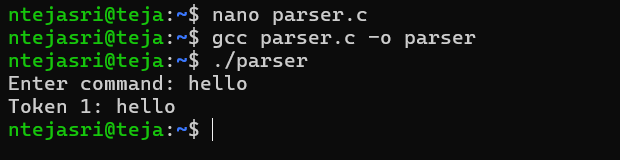 ntejasri@teja:~$ nano parser.c
ntejasri@teja:~$ gcc parser.c -o parser
ntejasri@teja:~$ ./parser
Enter command: hello
Token 1: hello
ntejasri@teja:~$